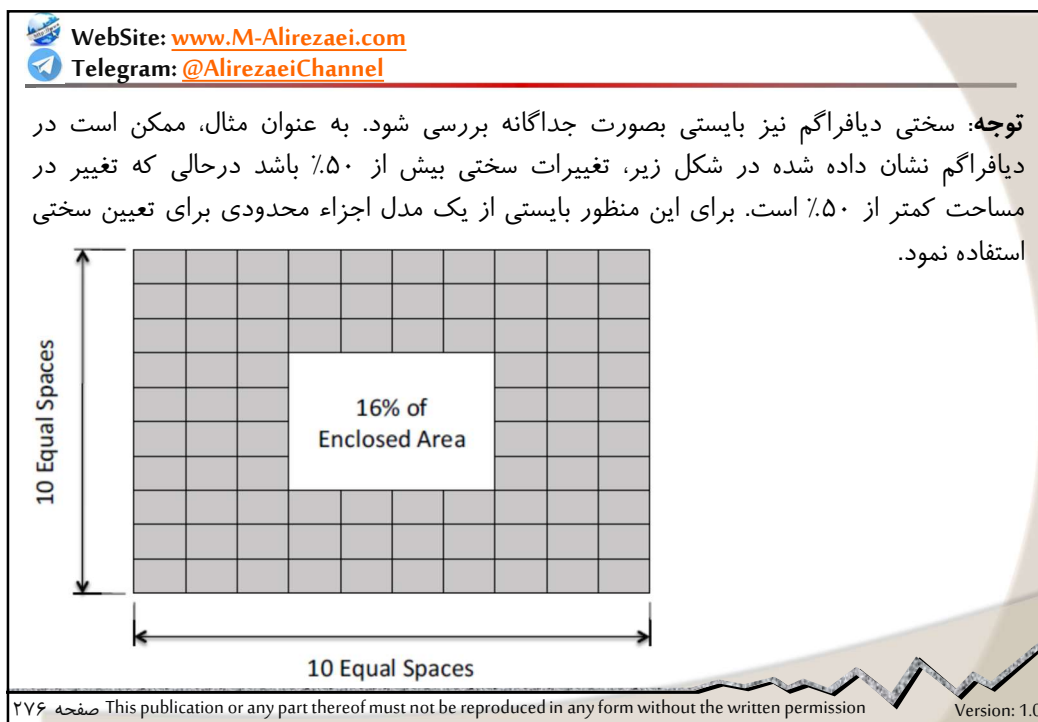 WebSite: www.M-Alirezaei.com
Telegram: @AlirezaeiChannel
توجه: سختی دیافراگم نیز بایستی بصورت جداگانه بررسی شود. به عنوان مثال، ممکن است در
دیافراگم نشان داده شده در شکل زیر، تغییرات سختی بیش از ۵۰٪ باشد درحالی که تغییر در
مساحت کمتر از ۵۰٪ است. برای این منظور بایستی از یک مدل اجزاء محدودی برای تعیین سختی
استفاده نمود.
10 Equal Spaces
16% of
Enclosed Area
10 Equal Spaces
صفحه ۲۷۶ This publication or any part thereof must not be reproduced in any form without the written permission
Version: 1.0